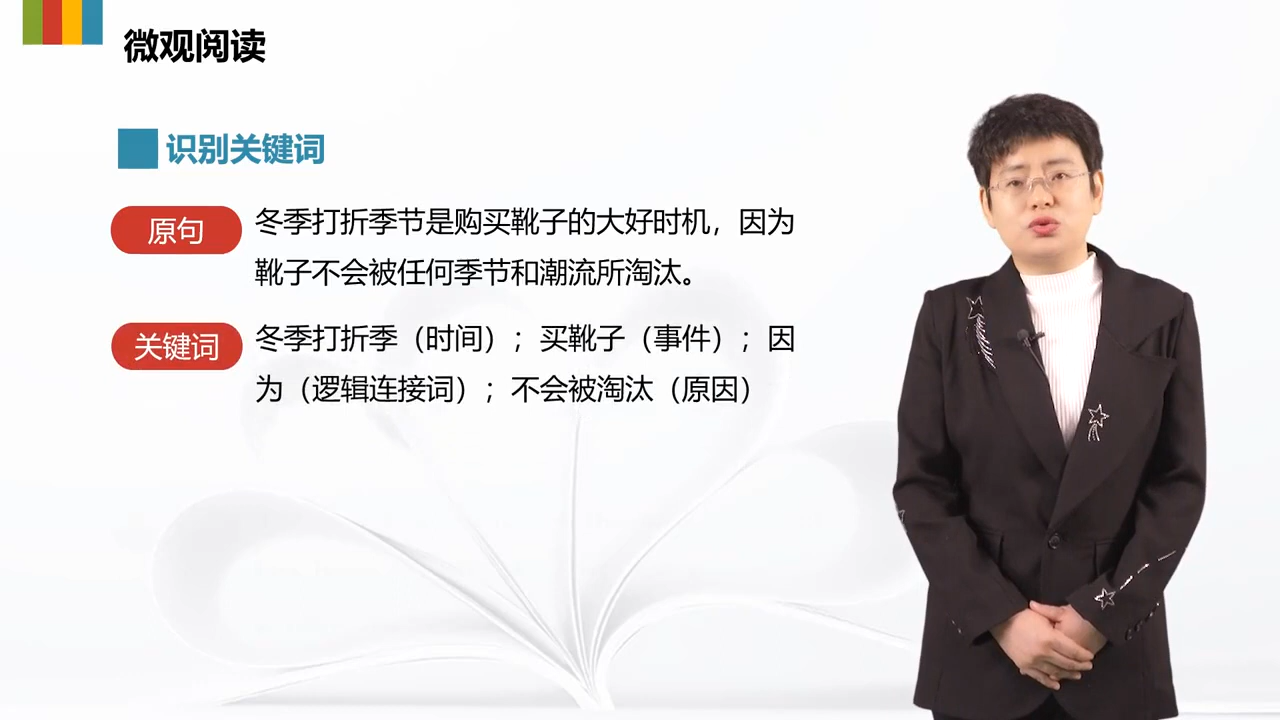 微观阅读
识别关键词
原句
冬季打折季节是购买靴子的大好时机，因为
靴子不会被任何季节和潮流所淘汰。
关键词
冬季打折季（时间）；买靴子（事件）；因
为（逻辑连接词）；不会被淘汰（原因）